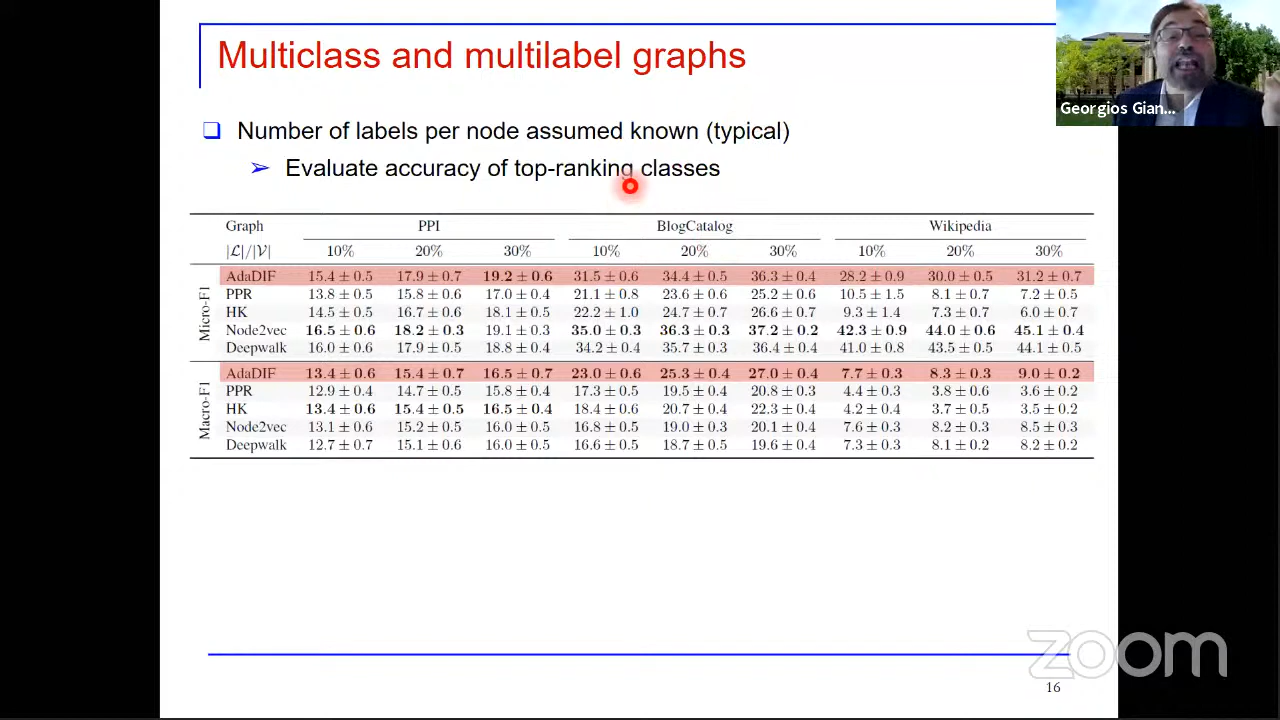 Multiclass and multilabel graphs
Georgios Gian...
❑ Number of labels per node assumed known (typical)
➢ Evaluate accuracy of top-ranking classes
Graph PPI BlogCatalog Wikipedia
|𝓛|/|𝓥| 10% 20% 30% 10% 20% 30% 10% 20% 30%
Micro-F1
AdaDIF 15.4 ± 0.5 17.9 ± 0.7 19.2 ± 0.6 31.5 ± 0.6 34.4 ± 0.5 36.3 ± 0.4 28.2 ± 0.9 30.0 ± 0.5 31.2 ± 0.7
PPR 13.8 ± 0.5 15.8 ± 0.6 17.0 ± 0.4 21.1 ± 0.8 23.6 ± 0.6 25.2 ± 0.6 10.5 ± 1.5 8.1 ± 0.7 7.2 ± 0.5
HK 14.5 ± 0.5 16.7 ± 0.6 18.1 ± 0.5 22.2 ± 1.0 24.7 ± 0.7 26.6 ± 0.7 9.3 ± 1.4 7.3 ± 0.7 6.0 ± 0.7
Node2vec 16.5 ± 0.6 18.2 ± 0.3 19.1 ± 0.3 35.0 ± 0.3 36.3 ± 0.3 37.2 ± 0.2 42.3 ± 0.9 44.0 ± 0.6 45.1 ± 0.4
Deepwalk 16.0 ± 0.6 17.9 ± 0.5 18.8 ± 0.4 34.2 ± 0.4 35.7 ± 0.3 36.4 ± 0.4 41.0 ± 0.8 43.5 ± 0.5 44.1 ± 0.5
Macro-F1
AdaDIF 13.4 ± 0.6 15.4 ± 0.7 16.5 ± 0.7 23.0 ± 0.6 25.3 ± 0.4 27.0 ± 0.4 7.7 ± 0.3 8.3 ± 0.3 9.0 ± 0.2
PPR 12.9 ± 0.4 14.7 ± 0.5 15.8 ± 0.4 17.3 ± 0.5 19.5 ± 0.4 20.8 ± 0.3 4.4 ± 0.3 3.8 ± 0.6 3.6 ± 0.2
HK 13.4 ± 0.6 15.4 ± 0.5 16.5 ± 0.4 18.4 ± 0.6 20.7 ± 0.4 22.3 ± 0.4 4.2 ± 0.4 3.7 ± 0.5 3.5 ± 0.2
Node2vec 13.1 ± 0.6 15.2 ± 0.5 16.0 ± 0.5 16.8 ± 0.5 19.0 ± 0.3 20.1 ± 0.4 7.6 ± 0.3 8.2 ± 0.3 8.5 ± 0.3
Deepwalk 12.7 ± 0.7 15.1 ± 0.6 16.0 ± 0.5 16.6 ± 0.5 18.7 ± 0.5 19.6 ± 0.4 7.3 ± 0.3 8.1 ± 0.2 8.2 ± 0.2
zoom
16